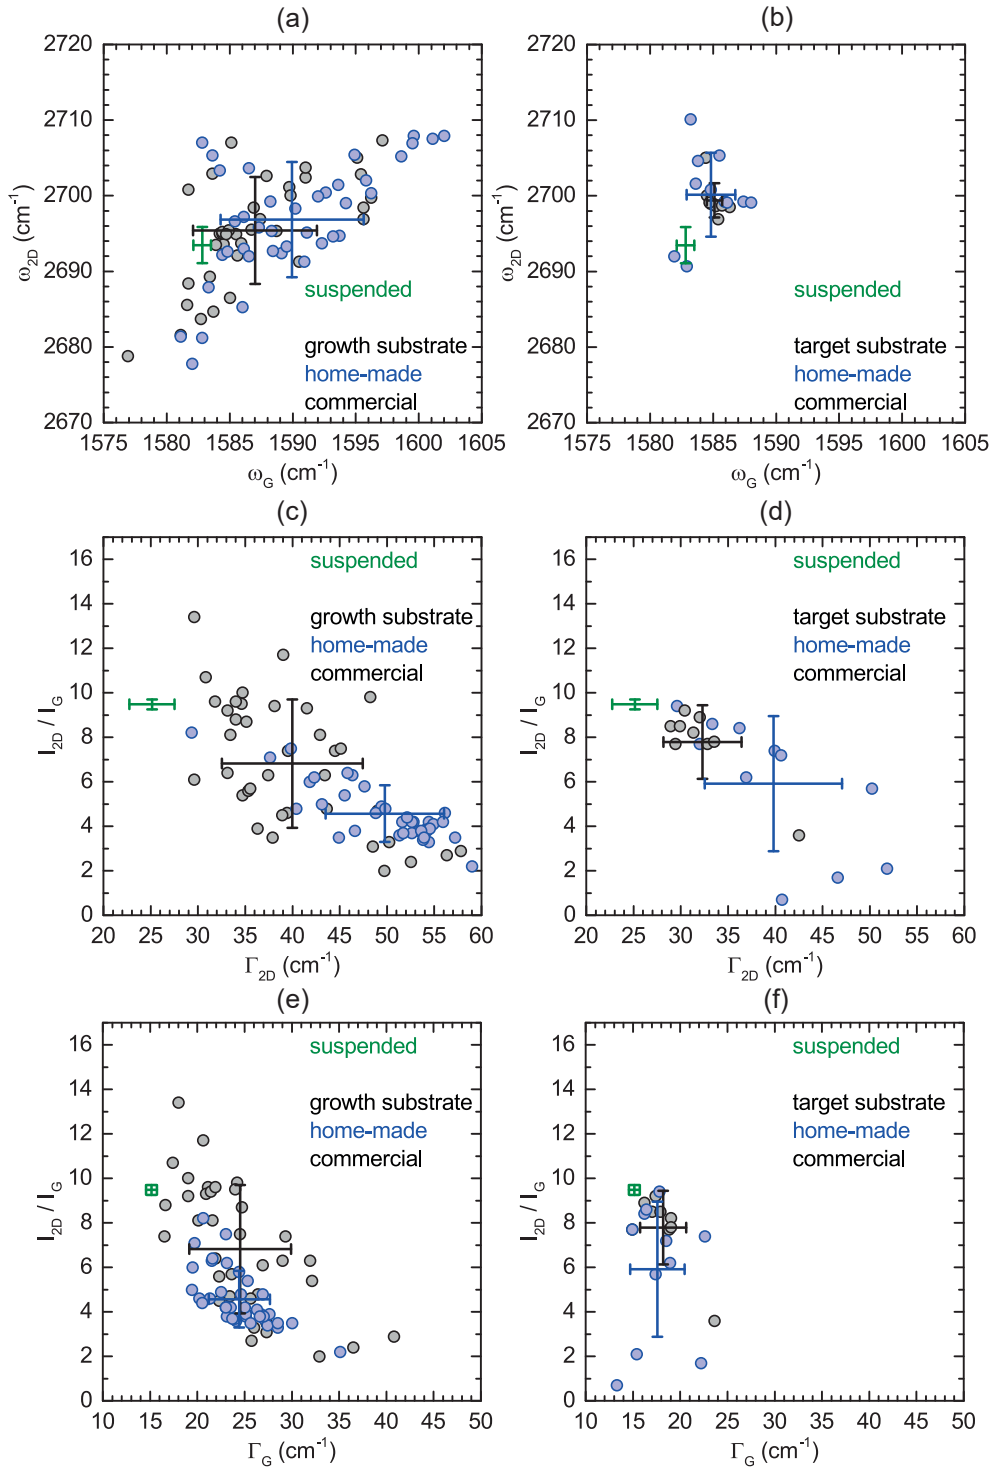 (a)
2720
2710
2700
2690
2680
2670
ω2D (cm-1)
suspended
growth substrate
home-made
commercial
1575 1580 1585 1590 1595 1600 1605
ωG (cm-1)
(b)
2720
2710
2700
2690
2680
2670
ω2D (cm-1)
suspended
target substrate
home-made
commercial
1575 1580 1585 1590 1595 1600 1605
ωG (cm-1)
(c)
16
14
12
10
8
6
4
2
0
I2D / IG
suspended
growth substrate
home-made
commercial
20 25 30 35 40 45 50 55 60
Γ2D (cm-1)
(d)
16
14
12
10
8
6
4
2
0
I2D / IG
suspended
target substrate
home-made
commercial
20 25 30 35 40 45 50 55 60
Γ2D (cm-1)
(e)
16
14
12
10
8
6
4
2
0
I2D / IG
suspended
growth substrate
home-made
commercial
10 15 20 25 30 35 40 45 50
ΓG (cm-1)
(f)
16
14
12
10
8
6
4
2
0
I2D / IG
suspended
target substrate
home-made
commercial
10 15 20 25 30 35 40 45 50
ΓG (cm-1)